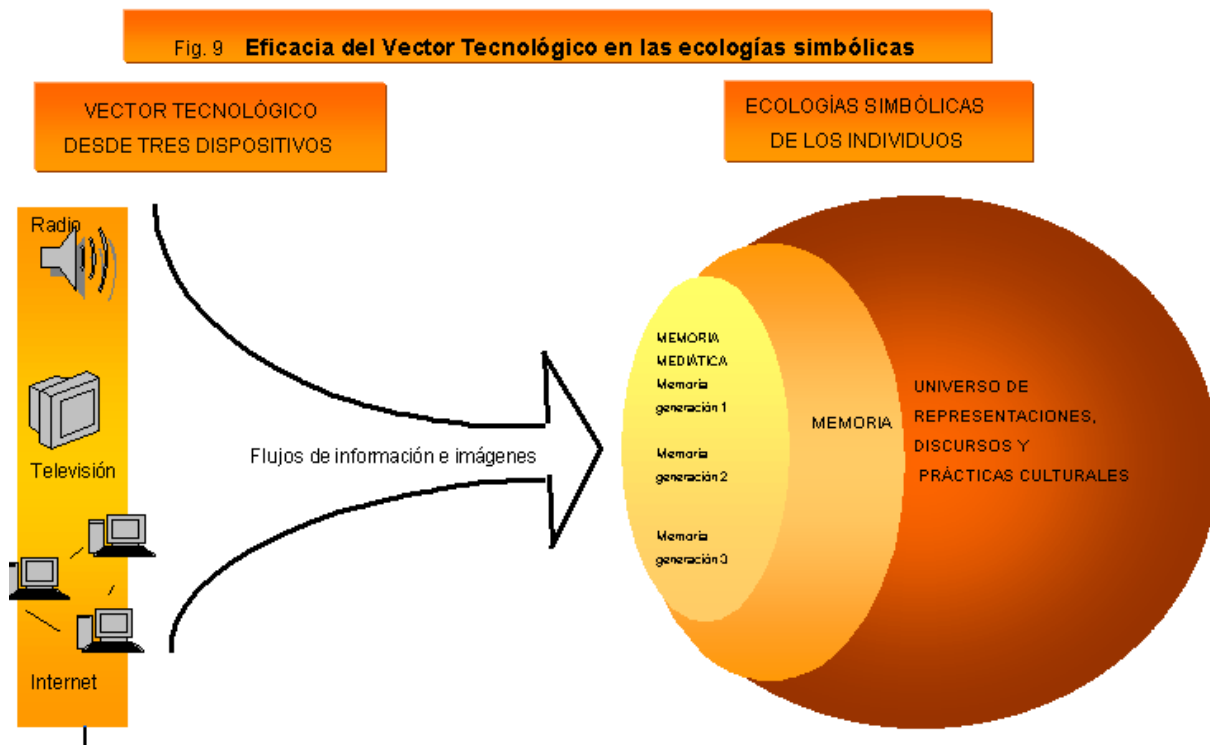 Fig. 9 Eficacia del Vector Tecnológico en las ecologías simbólicas
VECTOR TECNOLÓGICO
DESDE TRES DISPOSITIVOS
ECOLOGÍAS SIMBÓLICAS
DE LOS INDIVIDUOS
Radio
Televisión
Internet
Flujos de información e imágenes
MEMORIA
MEDIÁTICA
Memoria
generación 1
Memoria
generación 2
Memoria
generación 3
MEMORIA
UNIVERSO DE
REPRESENTACIONES,
DISCURSOS Y
PRÁCTICAS CULTURALES